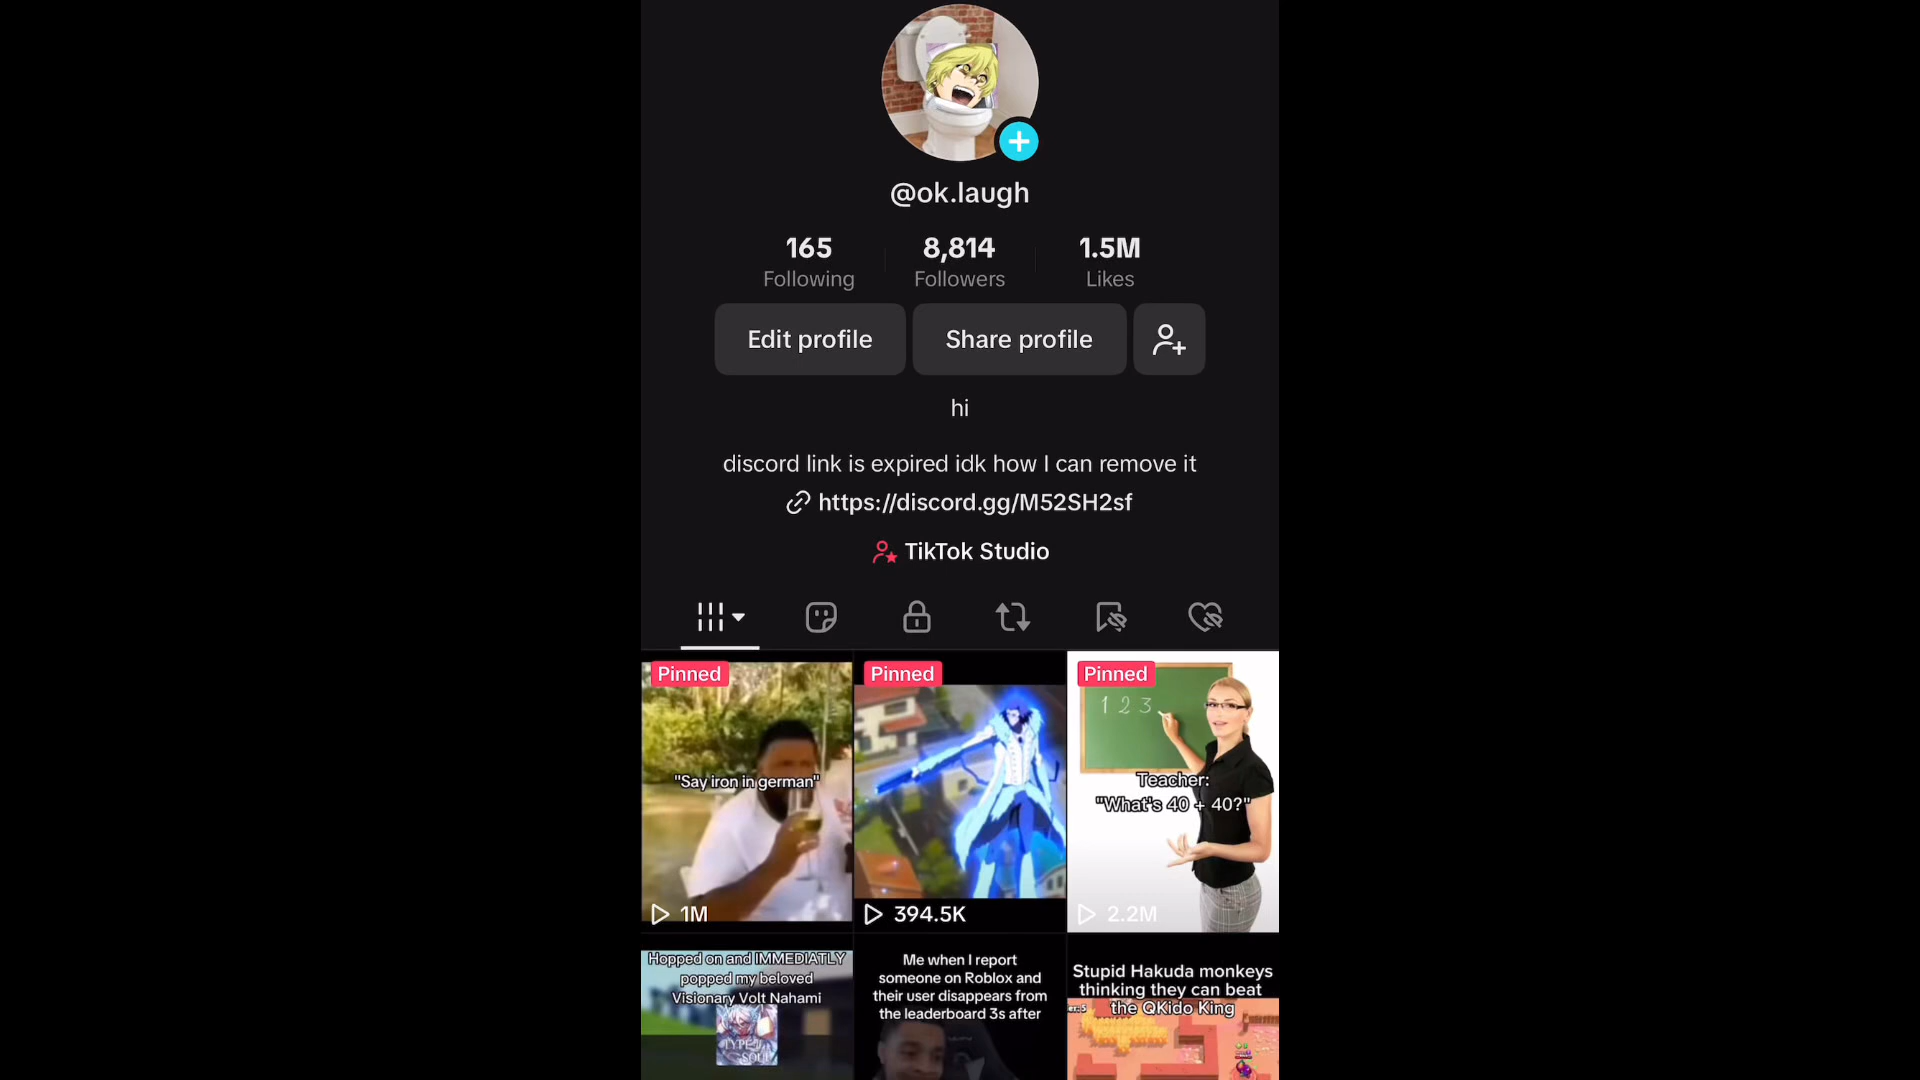 @ok.laugh
165
Following
8,814
Followers
1.5M
Likes
Edit profile
Share profile
hi
discord link is expired idk how I can remove it
https://discord.gg/M52SH2sf
TikTok Studio
Pinned
"Say iron in german"
1M
Pinned
394.5K
Pinned
1 2 3
Teacher:
"What's 40 + 40?"
2.2M
Hopped on and IMMEDIATLY
popped my beloved
Visionary Volt Nahami
TYPE://
SOUL
Me when I report
someone on Roblox and
their user disappears from
the leaderboard 3s after
Stupid Hakuda monkeys
thinking they can beat
the QKido King